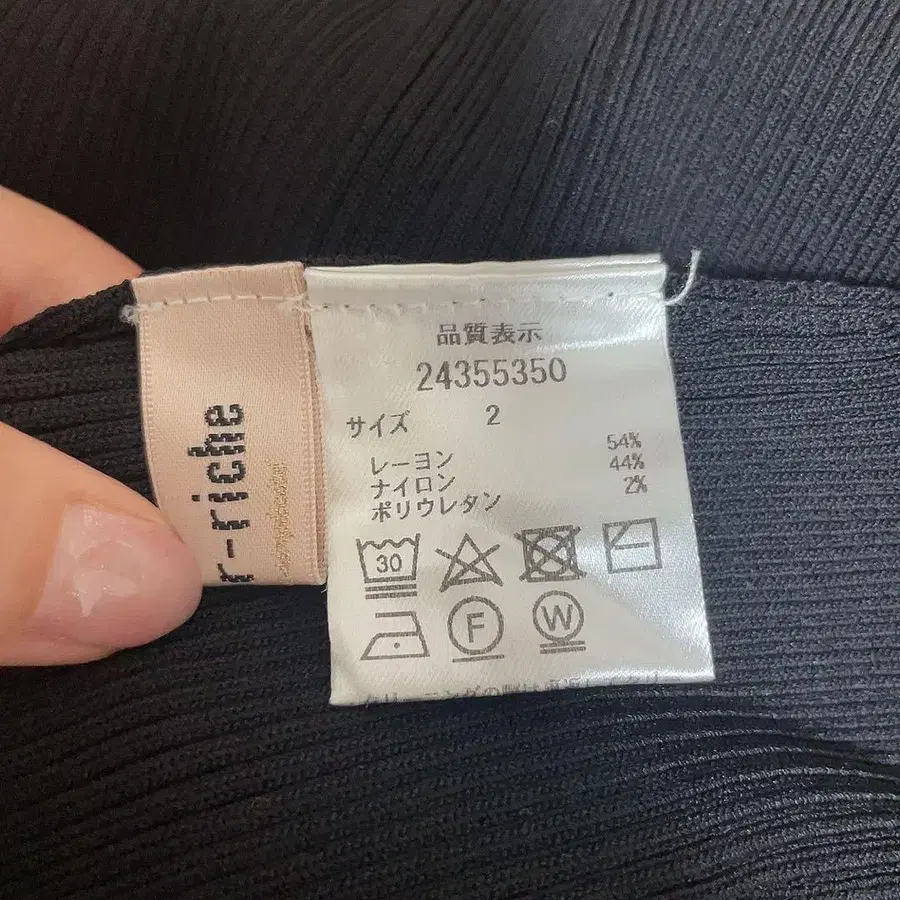 r-riche
品質表示
24355350
サイズ 2
レーヨン 54%
ナイロン 44%
ポリウレタン 2%
30
F
W